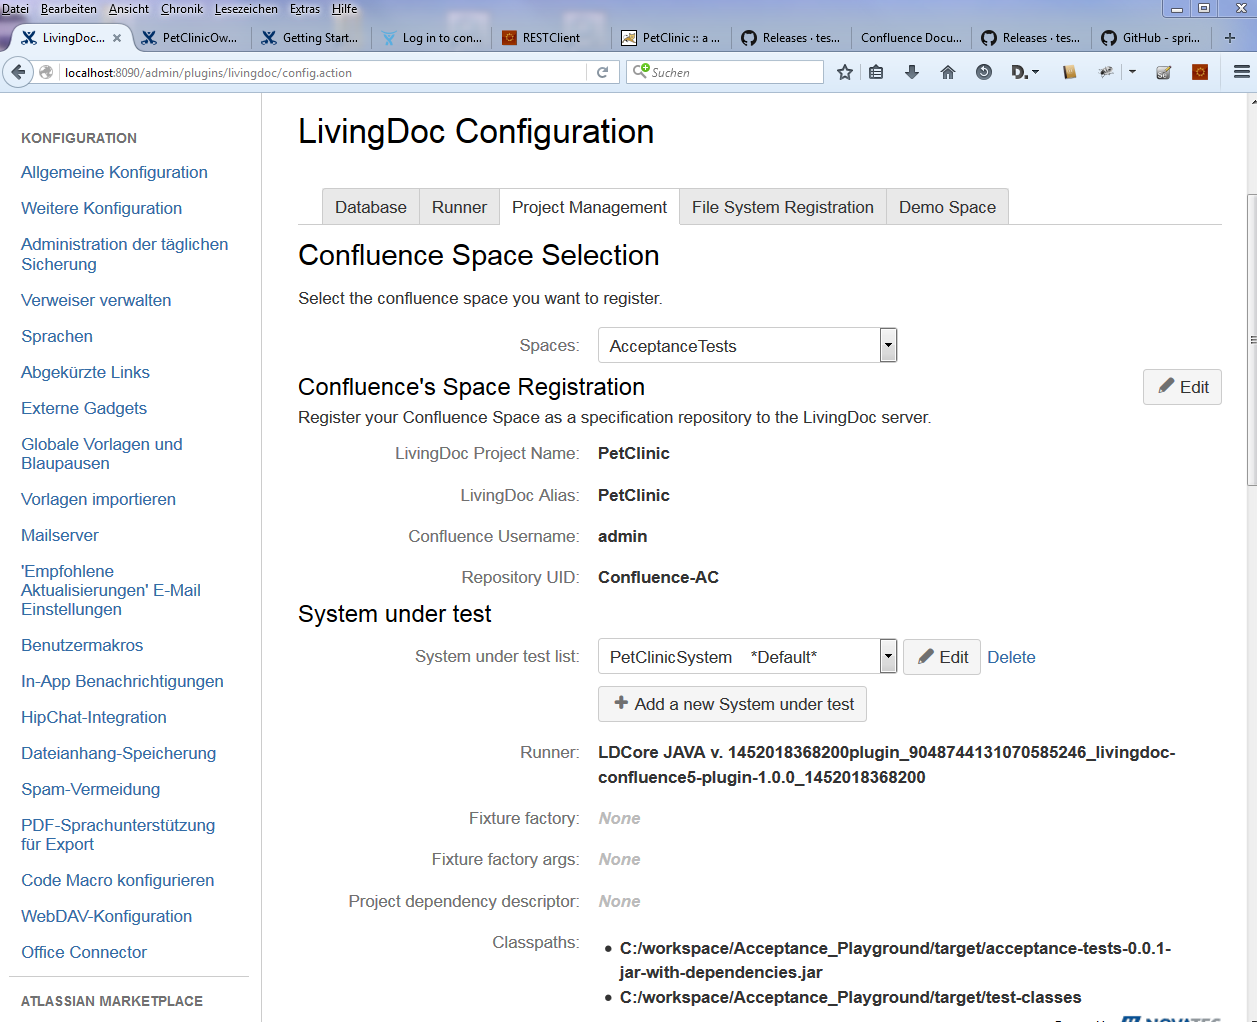 Datei Bearbeiten Ansicht Chronik Lesezeichen Extras Hilfe
LivingDoc... PetClinicOw... Getting Start... Log in to con... RESTClient PetClinic :: a ... Releases · tes... Confluence Docu... Releases · tes... GitHub - spri...
localhost:8090/admin/plugins/livingdoc/config.action
Suchen
D.
KONFIGURATION
Allgemeine Konfiguration
Weitere Konfiguration
Administration der täglichen
Sicherung
Verweiser verwalten
Sprachen
Abgekürzte Links
Externe Gadgets
Globale Vorlagen und
Blaupausen
Vorlagen importieren
Mailserver
'Empfohlene
Aktualisierungen' E-Mail
Einstellungen
Benutzermakros
In-App Benachrichtigungen
HipChat-Integration
Dateianhang-Speicherung
Spam-Vermeidung
PDF-Sprachunterstützung
für Export
Code Macro konfigurieren
WebDAV-Konfiguration
Office Connector
ATLASSIAN MARKETPLACE
LivingDoc Configuration
Database Runner Project Management File System Registration Demo Space
Confluence Space Selection
Select the confluence space you want to register.
Spaces: AcceptanceTests
Confluence's Space Registration
Edit
Register your Confluence Space as a specification repository to the LivingDoc server.
LivingDoc Project Name: PetClinic
LivingDoc Alias: PetClinic
Confluence Username: admin
Repository UID: Confluence-AC
System under test
System under test list: PetClinicSystem *Default* Edit Delete
Add a new System under test
Runner: LDCore JAVA v. 1452018368200plugin_9048744131070585246_livingdoc-
confluence5-plugin-1.0.0_1452018368200
Fixture factory: None
Fixture factory args: None
Project dependency descriptor: None
Classpaths: • C:/workspace/Acceptance_Playground/target/acceptance-tests-0.0.1-
jar-with-dependencies.jar
• C:/workspace/Acceptance_Playground/target/test-classes